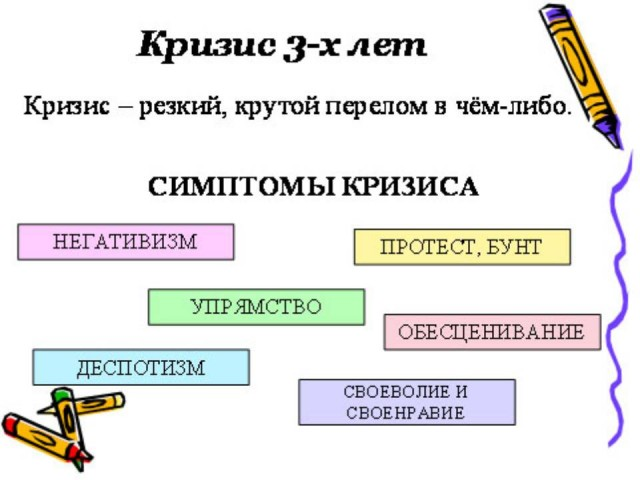 Кризис 3-х лет
Кризис – резкий, крутой перелом в чём-либо.
СИМПТОМЫ КРИЗИСА
НЕГАТИВИЗМ
ПРОТЕСТ, БУНТ
УПРЯМСТВО
ОБЕСЦЕНИВАНИЕ
ДЕСПОТИЗМ
СВОЕВОЛИЕ И
СВОЕНРАВИЕ